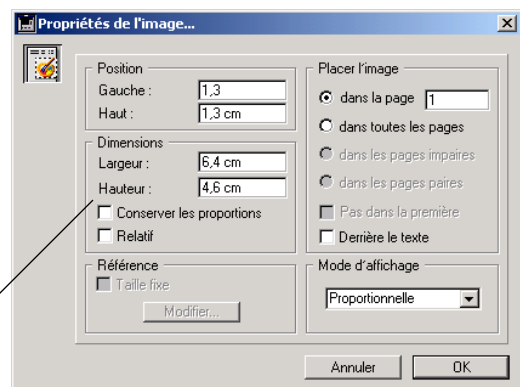 Propriétés de l'image...
Position
Gauche :
1,3
Haut :
1,3 cm
Dimensions
Largeur :
6,4 cm
Hauteur :
4,6 cm
Conserver les proportions
Relatif
Référence
Taille fixe
Modifier...
Placer l'image
dans la page 1
dans toutes les pages
dans les pages impaires
dans les pages paires
Pas dans la première
Derrière le texte
Mode d'affichage
Proportionnelle
Annuler
OK